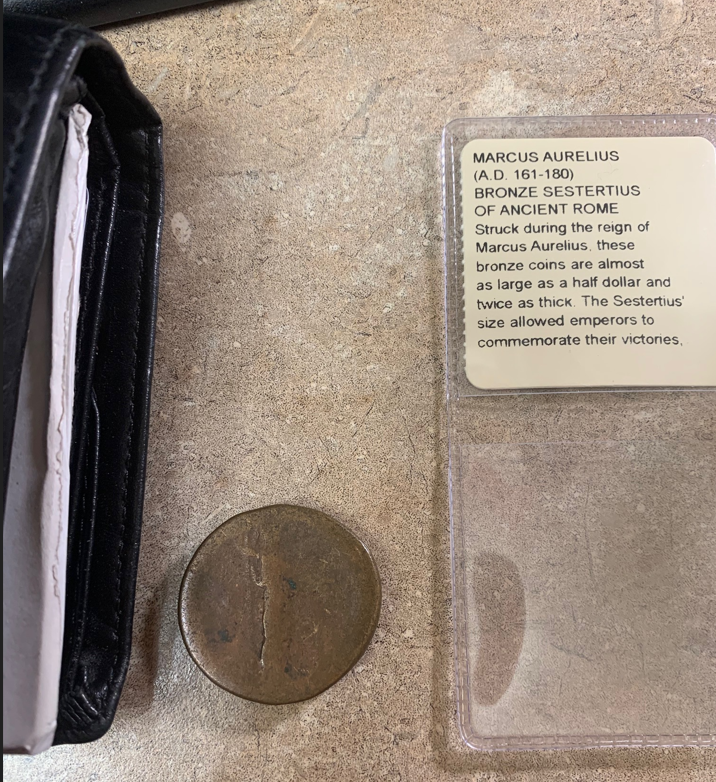 MARCUS AURELIUS
(A.D. 161-180)
BRONZE SESTERTIUS
OF ANCIENT ROME
Struck during the reign of
Marcus Aurelius, these
bronze coins are almost
as large as a half dollar and
twice as thick. The Sestertius'
size allowed emperors to
commemorate their victories,